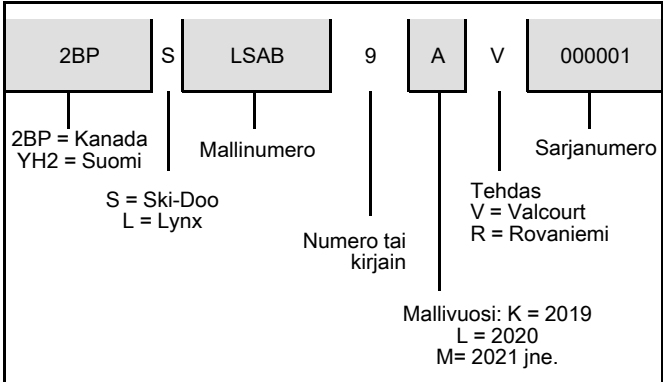 2BP S LSAB 9 A V 000001
2BP = Kanada
YH2 = Suomi
Mallinumero
Sarjanumero
S = Ski-Doo
L = Lynx
Tehdas
V = Valcourt
R = Rovaniemi
Numero tai
kirjain
Mallivuosi: K = 2019
L = 2020
M= 2021 jne.